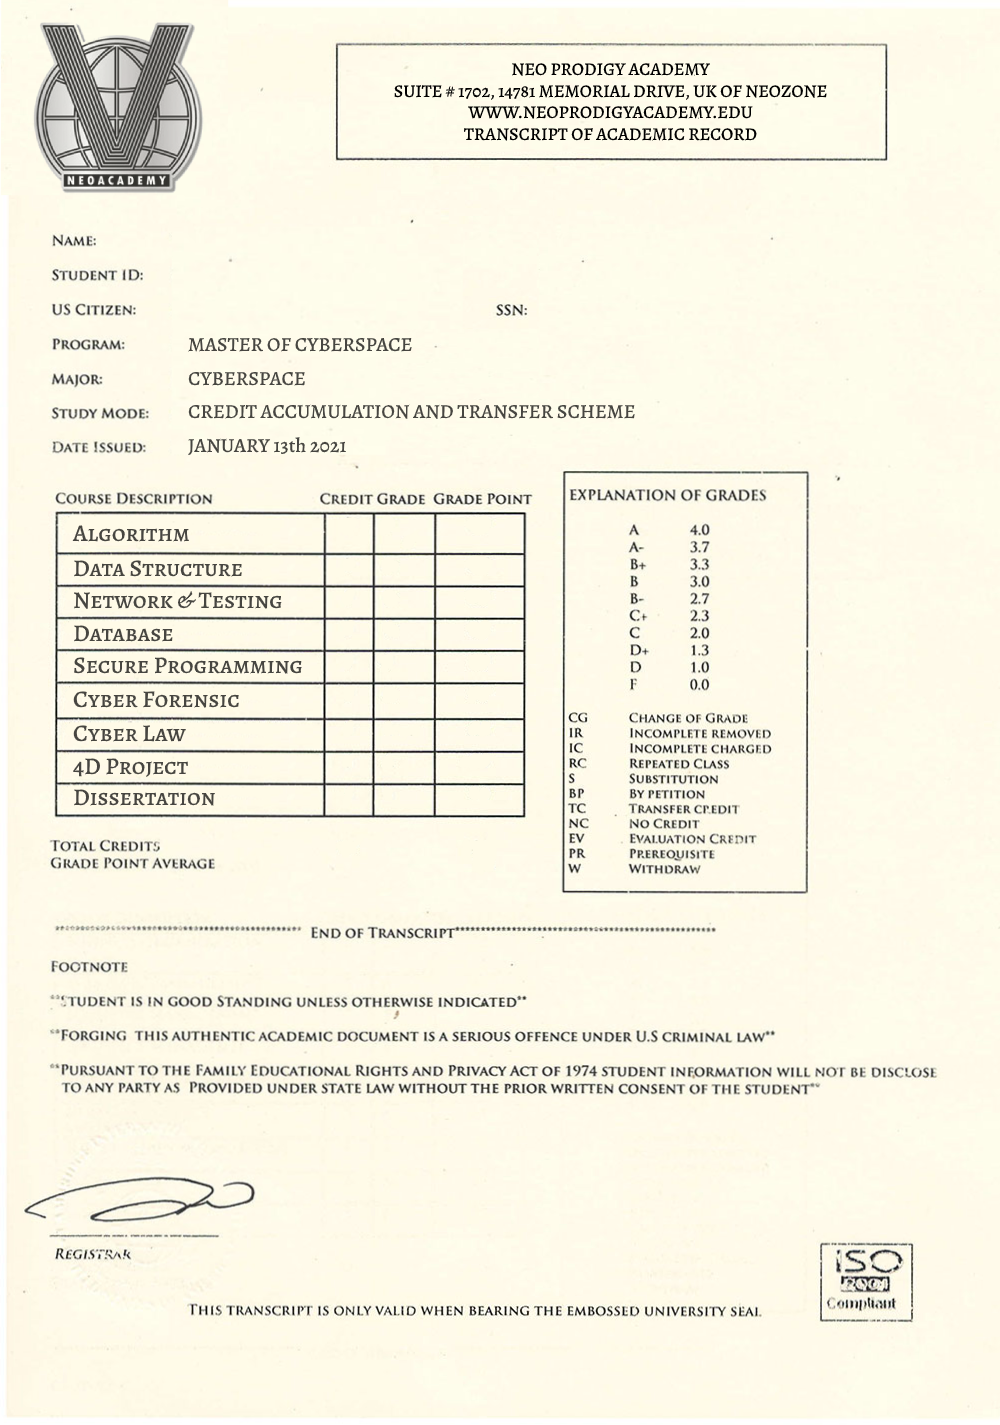 V
NEOACADEMY
NEO PRODIGY ACADEMY
SUITE # 1702, 14781 MEMORIAL DRIVE, UK OF NEOZONE
WWW.NEOPRODIGYACADEMY.EDU
TRANSCRIPT OF ACADEMIC RECORD
NAME:
STUDENT ID:
US CITIZEN: SSN:
PROGRAM: MASTER OF CYBERSPACE
MAJOR: CYBERSPACE
STUDY MODE: CREDIT ACCUMULATION AND TRANSFER SCHEME
DATE ISSUED: JANUARY 13th 2021
COURSE DESCRIPTION CREDIT GRADE GRADE POINT
ALGORITHM
DATA STRUCTURE
NETWORK & TESTING
DATABASE
SECURE PROGRAMMING
CYBER FORENSIC
CYBER LAW
4D PROJECT
DISSERTATION
TOTAL CREDITS
GRADE POINT AVERAGE
EXPLANATION OF GRADES
A 4.0
A- 3.7
B+ 3.3
B 3.0
B- 2.7
C+ 2.3
C 2.0
D+ 1.3
D 1.0
F 0.0
CG CHANGE OF GRADE
IR INCOMPLETE REMOVED
IC INCOMPLETE CHARGED
RC REPEATED CLASS
S SUBSTITUTION
BP BY PETITION
TC TRANSFER CREDIT
NC NO CREDIT
EV EVALUATION CREDIT
PR PREREQUISITE
W WITHDRAW
END OF TRANSCRIPT
FOOTNOTE
**STUDENT IS IN GOOD STANDING UNLESS OTHERWISE INDICATED**
**FORGING THIS AUTHENTIC ACADEMIC DOCUMENT IS A SERIOUS OFFENCE UNDER U.S CRIMINAL LAW**
**PURSUANT TO THE FAMILY EDUCATIONAL RIGHTS AND PRIVACY ACT OF 1974 STUDENT INFORMATION WILL NOT BE DISCLOSE
TO ANY PARTY AS PROVIDED UNDER STATE LAW WITHOUT THE PRIOR WRITTEN CONSENT OF THE STUDENT**
REGISTRAR
THIS TRANSCRIPT IS ONLY VALID WHEN BEARING THE EMBOSSED UNIVERSITY SEAL
ISO
Compliant